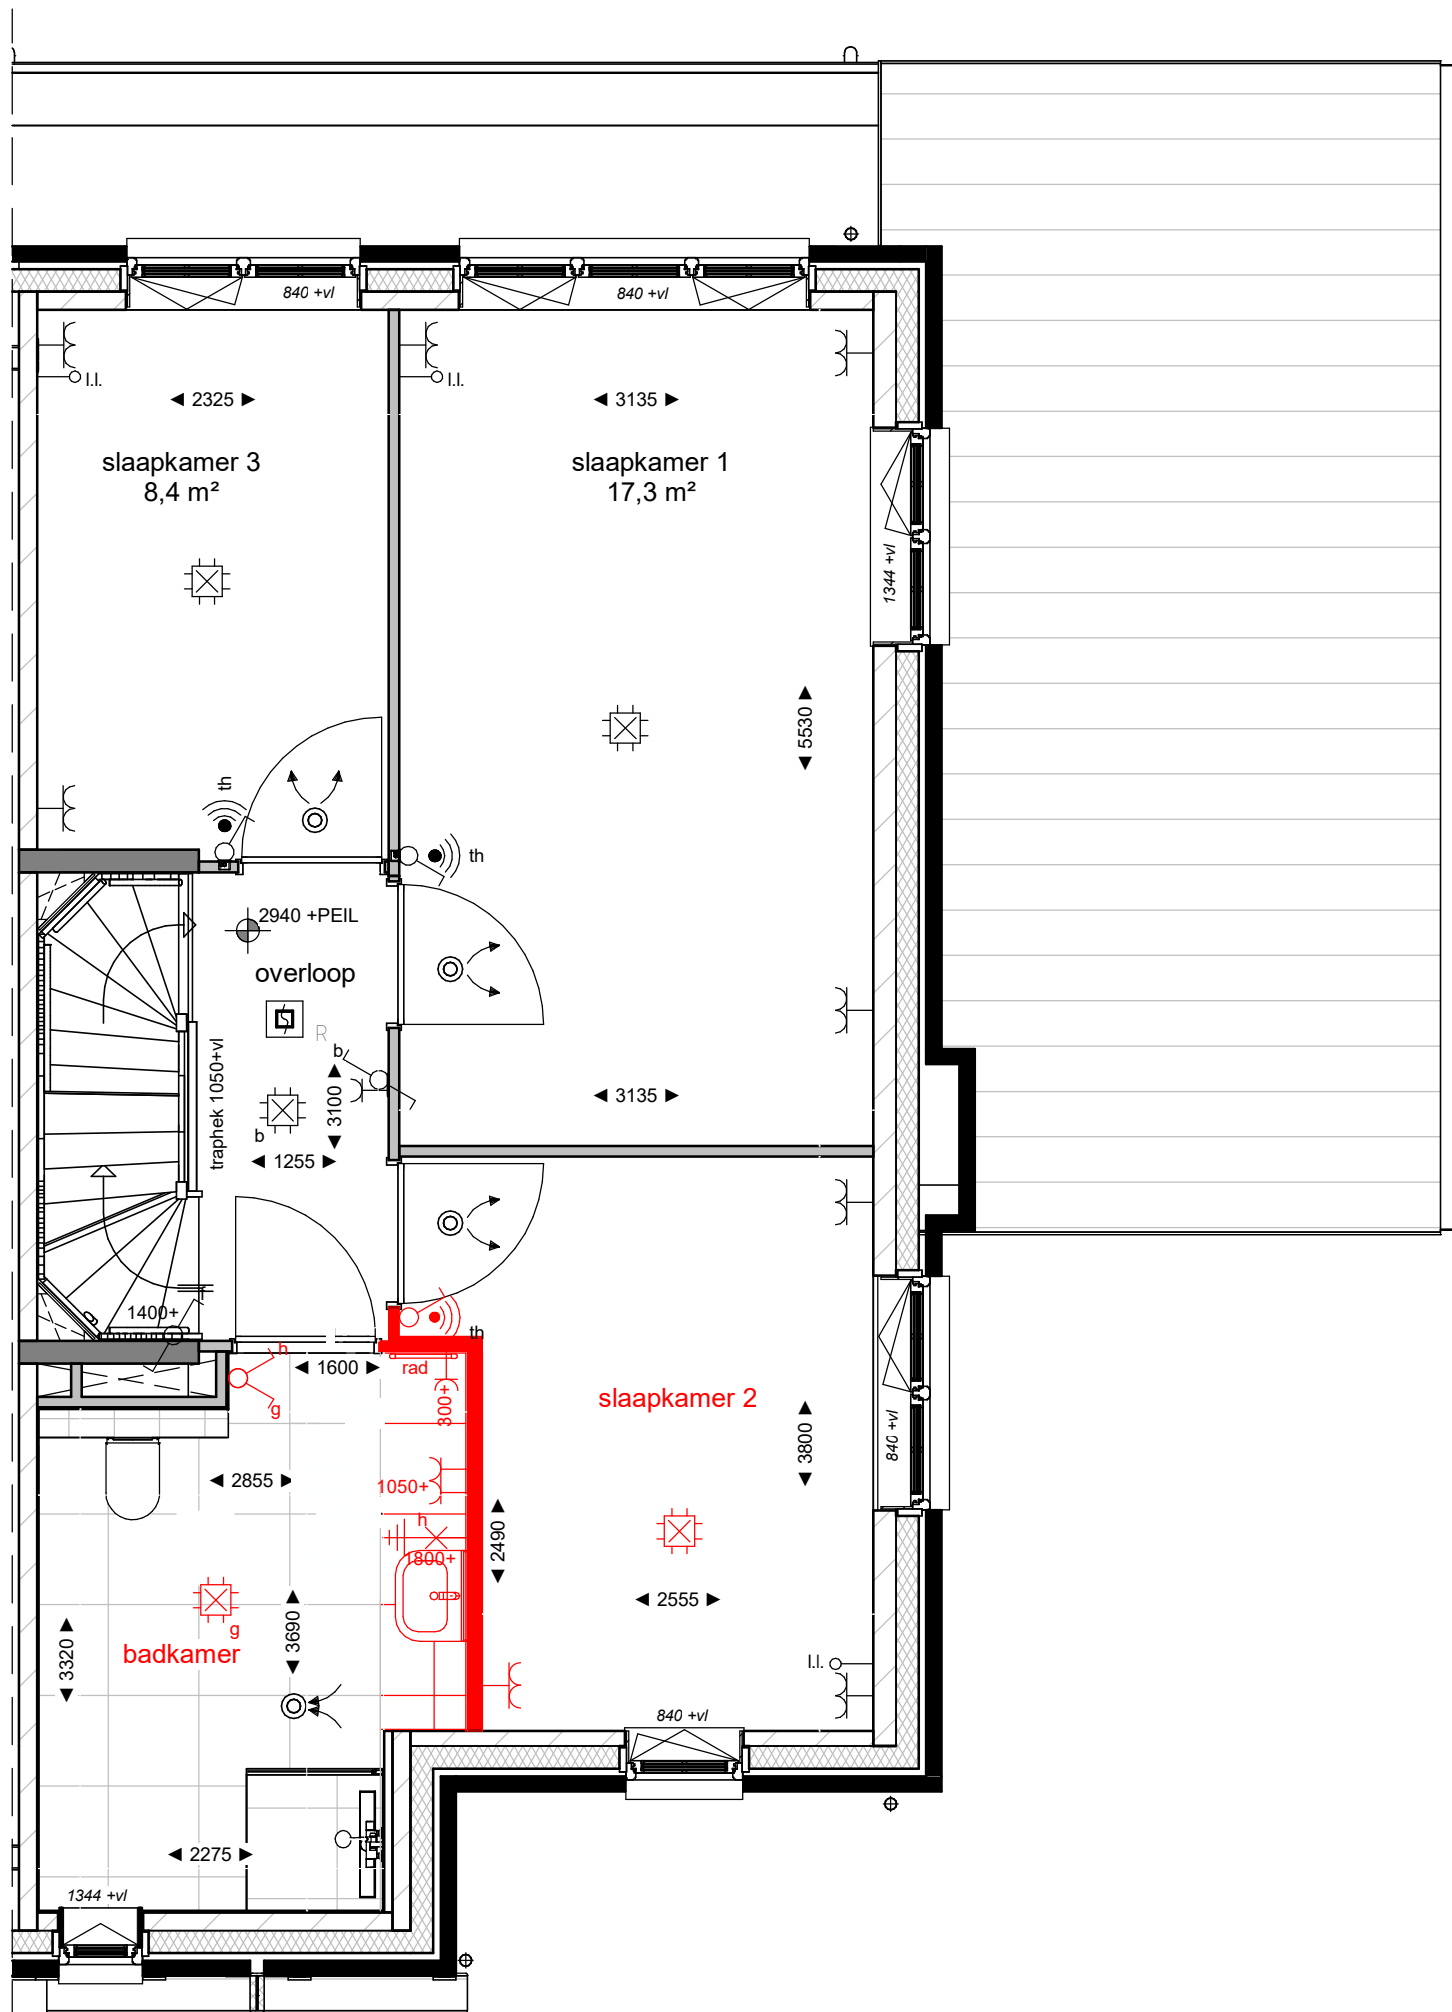 840 +vl
840 +vl
l.l.
l.l.
◄ 2325 ►
◄ 3135 ►
slaapkamer 3
8,4 m²
slaapkamer 1
17,3 m²
1344 +vl
◄ 5530 ►
th
th
2940 +PEIL
overloop
R
b
traphek 1050+vl
◄ 3100 ►
◄ 3135 ►
b
◄ 1255 ►
1400+
th
h
◄ 1600 ►
rad
g
300+
slaapkamer 2
◄ 3800 ►
840 +vl
◄ 2855 ►
1050+
h
1800+
◄ 2490 ►
◄ 2555 ►
g
◄ 3690 ►
badkamer
◄ 3320 ►
l.l.
840 +vl
◄ 2275 ►
1344 +vl